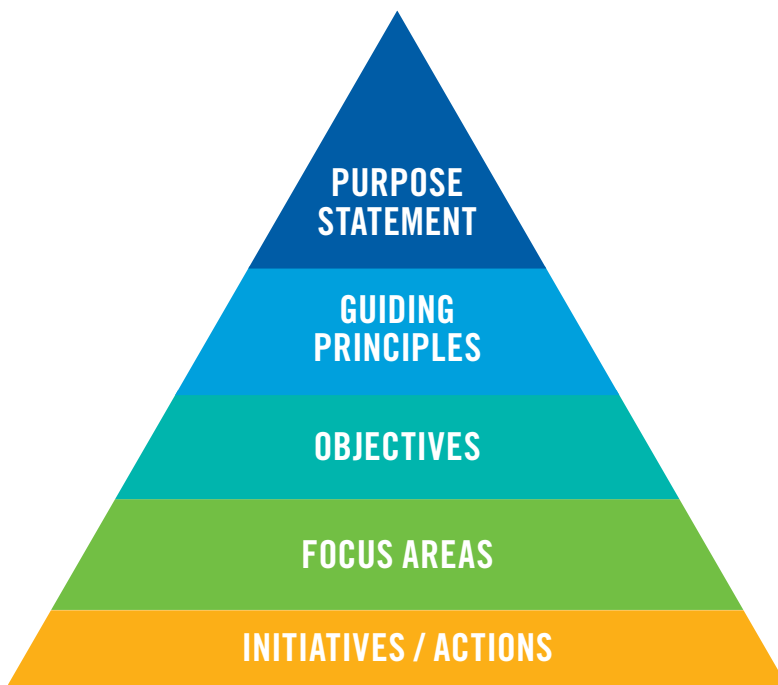 PURPOSE
STATEMENT
GUIDING
PRINCIPLES
OBJECTIVES
FOCUS AREAS
INITIATIVES / ACTIONS